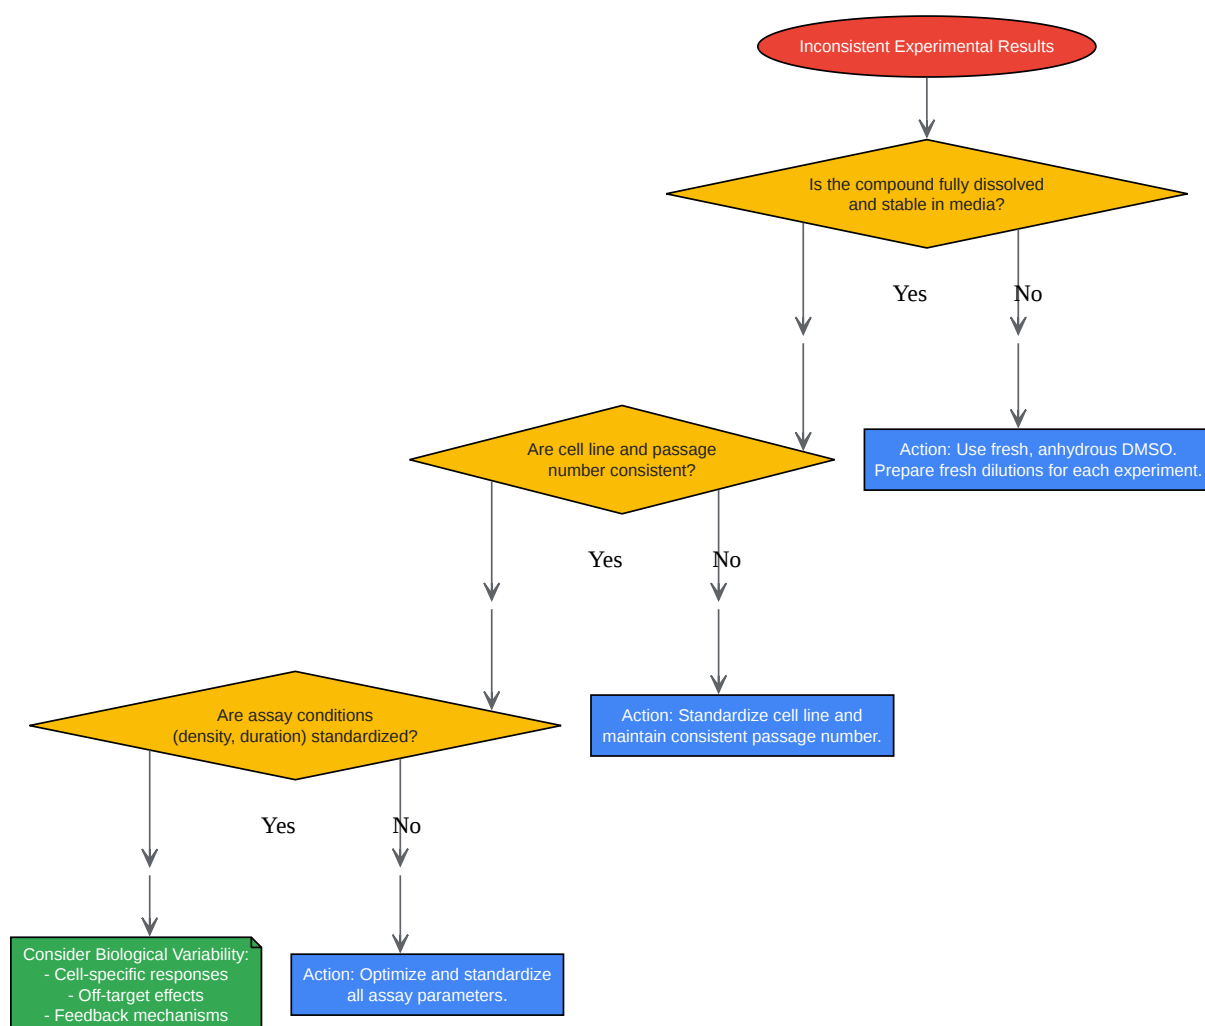 Inconsistent Experimental Results
Is the compound fully dissolved
and stable in media?
Yes
No
Are cell line and passage
number consistent?
Action: Use fresh, anhydrous DMSO.
Prepare fresh dilutions for each experiment.
Yes
No
Are assay conditions
(density, duration) standardized?
Action: Standardize cell line and
maintain consistent passage number.
Yes
No
Consider Biological Variability:
- Cell-specific responses
- Off-target effects
- Feedback mechanisms
Action: Optimize and standardize
all assay parameters.